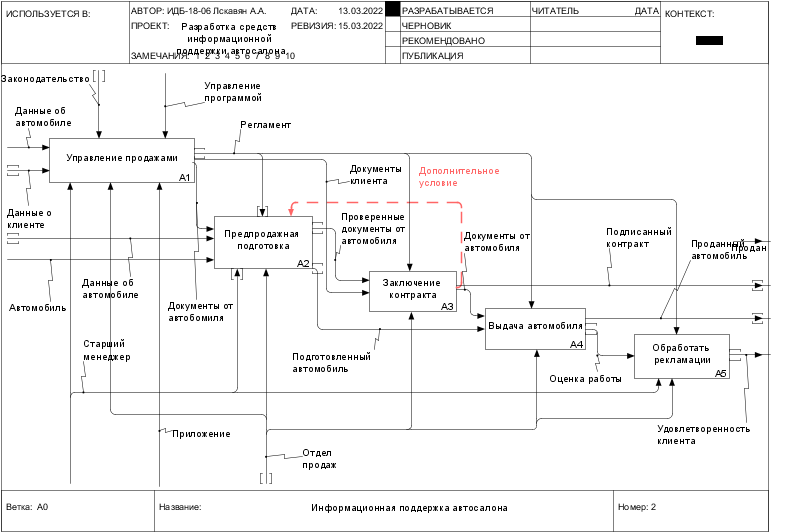 ИСПОЛЬЗУЕТСЯ В:
АВТОР: ИДБ-18-06 Лскавян А.А.
ДАТА: 13.03.2022
РАЗРАБАТЫВАЕТСЯ
ЧИТАТЕЛЬ
ДАТА
КОНТЕКСТ:
ПРОЕКТ: Разработка средств
информационной
поддержки автосалона
РЕВИЗИЯ: 15.03.2022
ЧЕРНОВИК
РЕКОМЕНДОВАНО
ЗАМЕЧАНИЯ: 1 2 3 4 5 6 7 8 9 10
ПУБЛИКАЦИЯ
Законодательство
Управление
программой
Данные об
автомобиле
Регламент
Управление продажами
A1
Документы
клиента
Дополнительное
условие
Данные о
клиенте
Предпродажная
подготовка
A2
Проверенные
документы от
автомобиля
Документы от
автомобиля
Подписанный
контракт
Проданный
автомобиль
Продан
Данные об
автомобиле
Автомобиль
Документы от
автобомиля
Заключение
контракта
A3
Выдача автомобиля
A4
Старший
менеджер
Подготовленный
автомобиль
Обработать
рекламации
A5
Оценка работы
Приложение
Удовлетворенность
клиента
Отдел
продаж
Ветка: A0
Название:
Информационная поддержка автосалона
Номер: 2